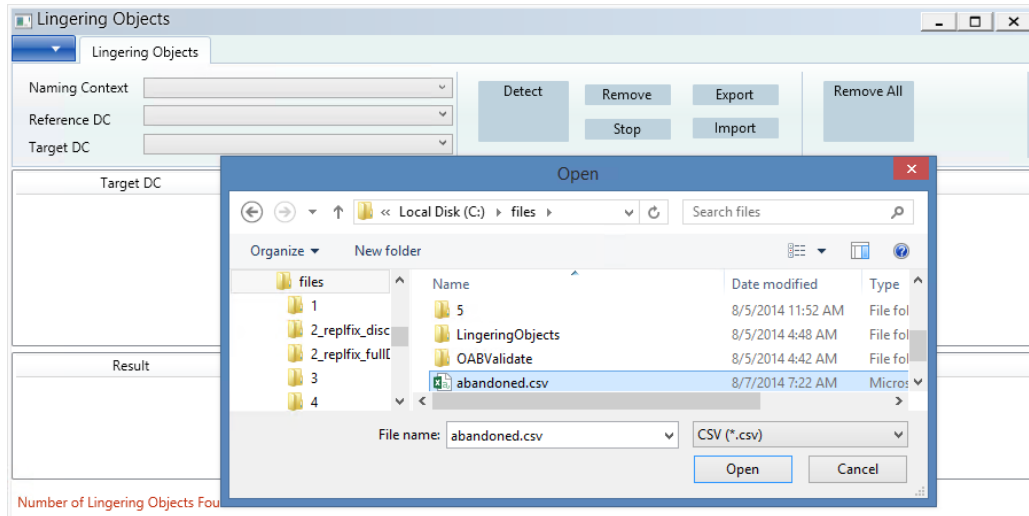 Lingering Objects
Lingering Objects
Naming Context
Reference DC
Target DC
Detect
Remove
Export
Remove All
Stop
Import
Target DC
Open
« Local Disk (C:) files
Search files
Organize
New folder
files
1
2_replfix_disc
2_replfix_full
3
4
Name
Date modified
Type
5
8/5/2014 11:52 AM
File fol
LingeringObjects
8/5/2014 4:48 AM
File fol
OABValidate
8/5/2014 4:42 AM
File fol
abandoned.csv
8/7/2014 7:22 AM
Micros
Result
File name:
abandoned.csv
CSV (*.csv)
Open
Cancel
Number of Lingering Objects Fou